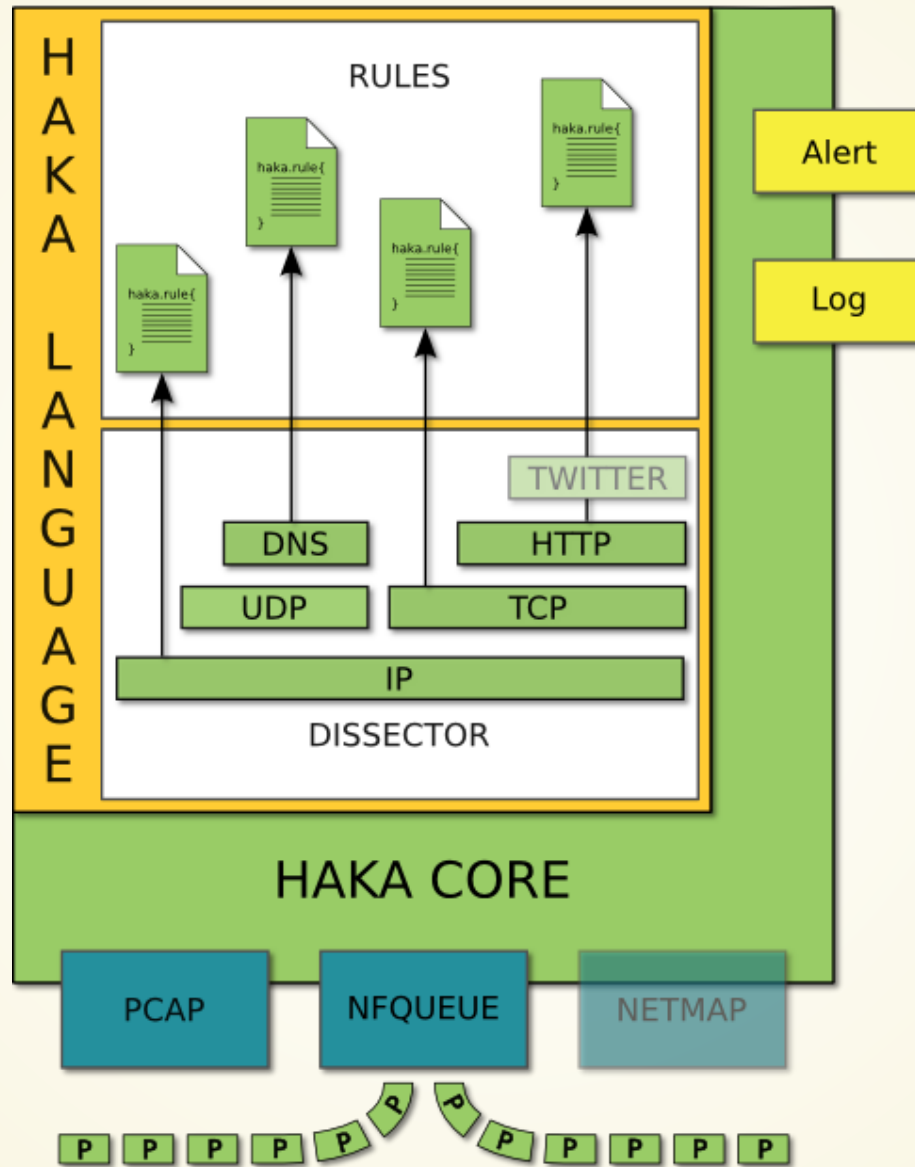 HAKA LANGUAGE
RULES
haka.rule{
}
haka.rule{
}
haka.rule{
}
haka.rule{
}
Alert
Log
TWITTER
DNS
HTTP
UDP
TCP
IP
DISSECTOR
HAKA CORE
PCAP
NFQUEUE
NETMAP
P P P P P P P P P P P P